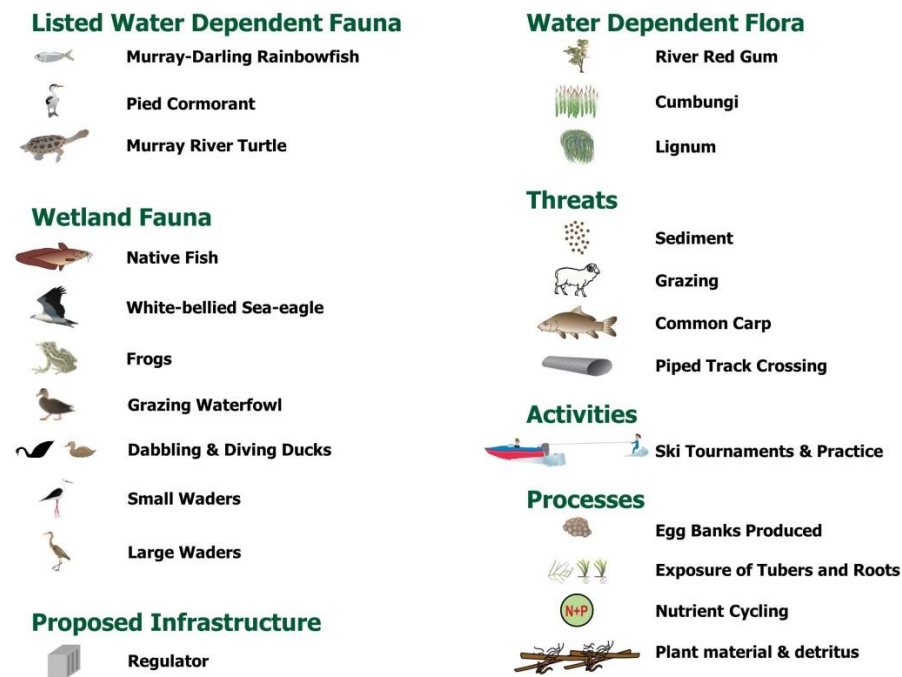 Listed Water Dependent Fauna
Murray-Darling Rainbowfish
Pied Cormorant
Murray River Turtle
Wetland Fauna
Native Fish
White-bellied Sea-eagle
Frogs
Grazing Waterfowl
Dabbling & Diving Ducks
Small Waders
Large Waders
Proposed Infrastructure
Regulator
Water Dependent Flora
River Red Gum
Cumbungi
Lignum
Threats
Sediment
Grazing
Common Carp
Piped Track Crossing
Activities
Ski Tournaments & Practice
Processes
Egg Banks Produced
Exposure of Tubers and Roots
N+P
Nutrient Cycling
Plant material & detritus